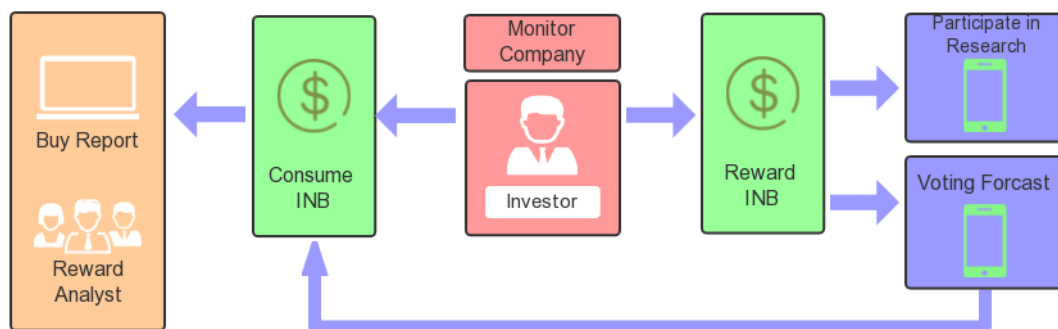 Buy Report
Reward
Analyst
Consume
INB
Monitor
Company
Investor
Reward
INB
Participate in
Research
Voting Forcast